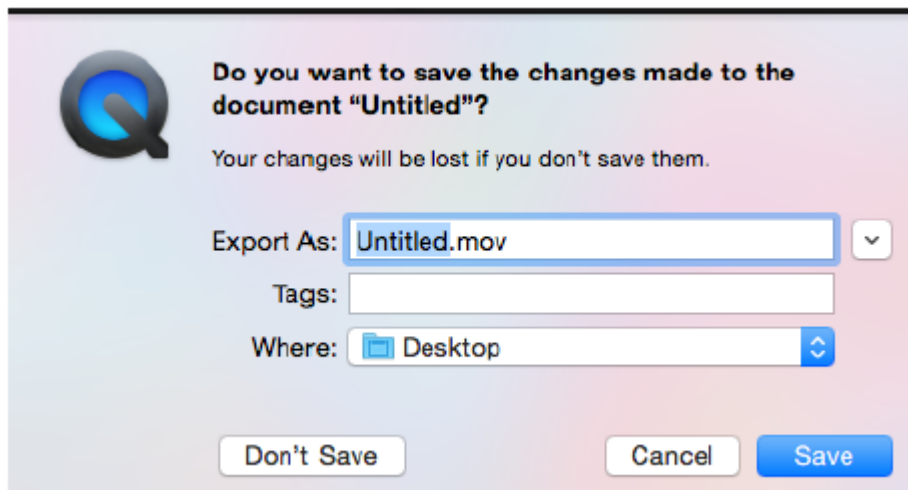 Do you want to save the changes made to the
document “Untitled”?
Your changes will be lost if you don’t save them.
Export As: Untitled.mov
Tags:
Where: Desktop
Don’t Save Cancel Save